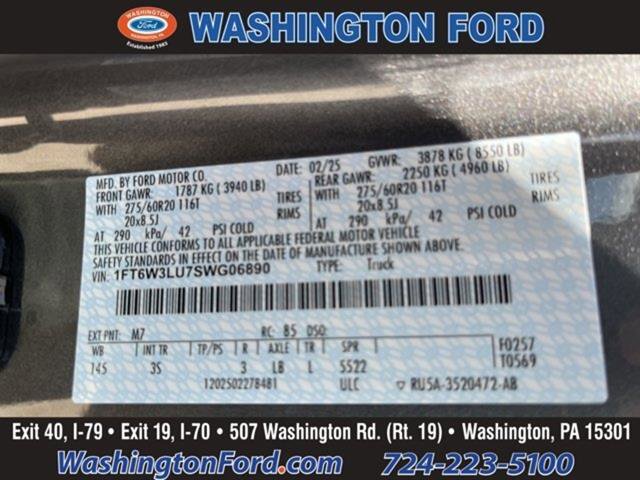 WASHINGTON
Ford
WASHINGTON, PA
Established 1983
WASHINGTON FORD
MFD. BY FORD MOTOR CO. DATE: 02/25 GVWR: 3878 KG ( 8550 LB)
FRONT GAWR: 1787 KG ( 3940 LB) REAR GAWR: 2250 KG ( 4960 LB)
WITH 275/60R20 116T TIRES WITH 275/60R20 116T TIRES
20x8.5J RIMS 20x8.5J RIMS
AT 290 kPa/ 42 PSI COLD AT 290 kPa/ 42 PSI COLD
THIS VEHICLE CONFORMS TO ALL APPLICABLE FEDERAL MOTOR VEHICLE
SAFETY STANDARDS IN EFFECT ON THE DATE OF MANUFACTURE SHOWN ABOVE.
VIN: 1FT6W3LU7SWG06890 TYPE: Truck
EXT PNT: M7 RC: 85 DSO: F0257
WB INT TR TP/PS R AXLE TR SPR T0569
145 3S 3 LB L 5522
1202502278481 ULC RU5A-3520472-AB
Exit 40, I-79 • Exit 19, I-70 • 507 Washington Rd. (Rt. 19) • Washington, PA 15301
WashingtonFord.com 724-223-5100